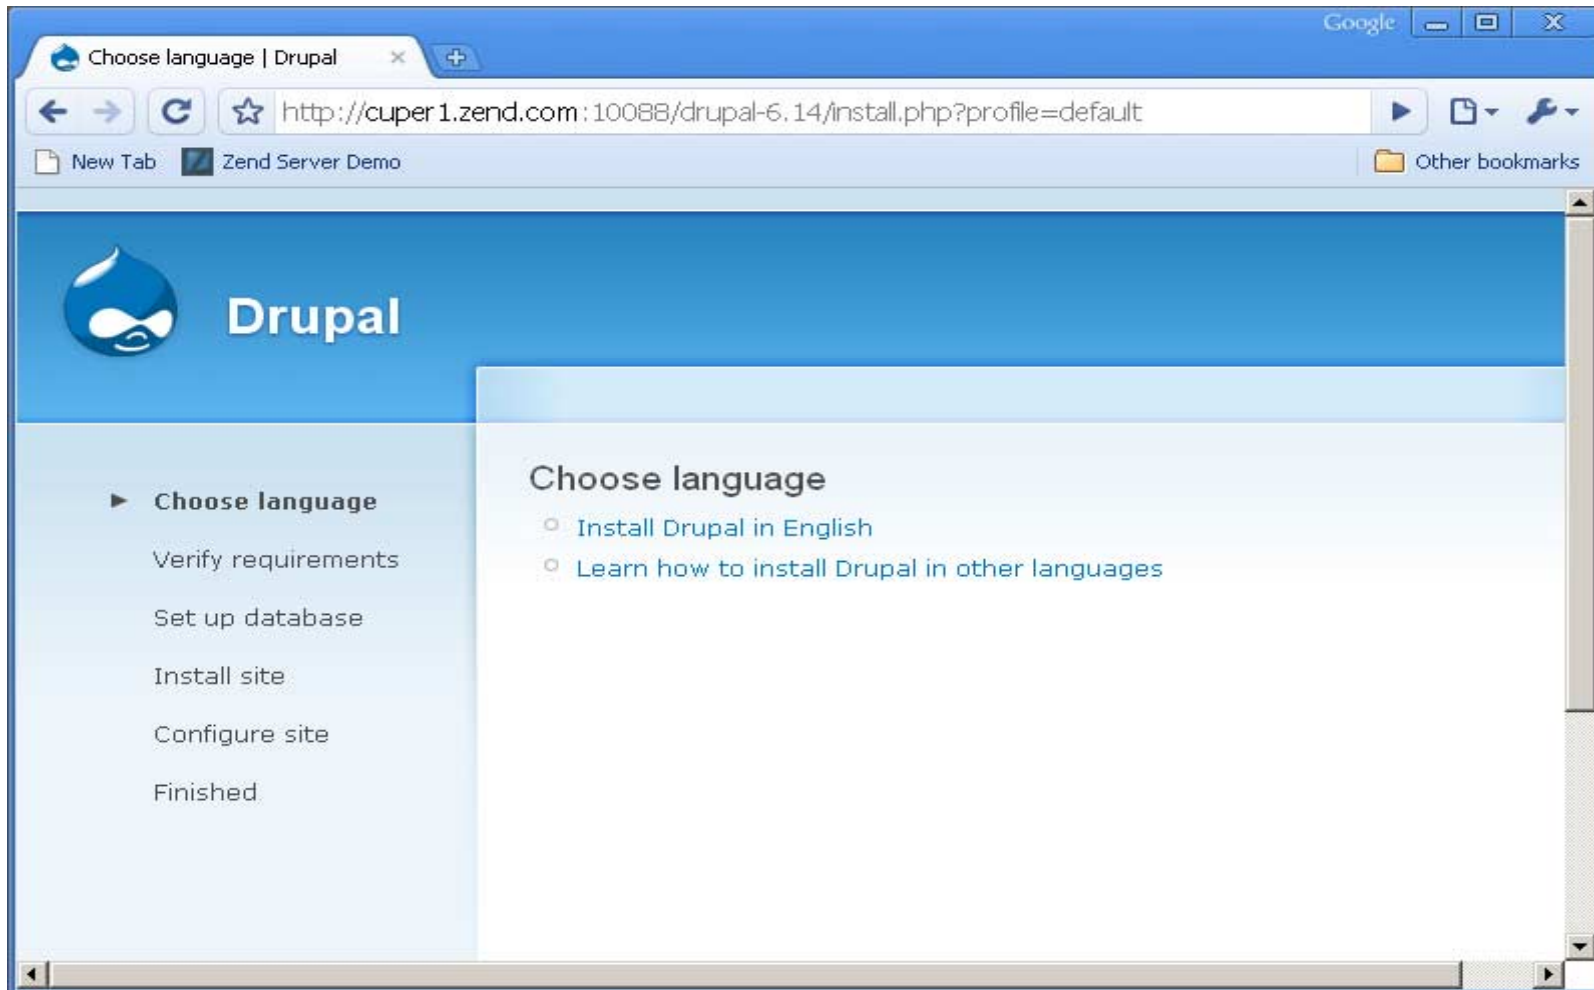 Google
Choose language | Drupal
http://cuper1.zend.com:10088/drupal-6.14/install.php?profile=default
New Tab Zend Server Demo Other bookmarks
Drupal
Choose language
Verify requirements
Set up database
Install site
Configure site
Finished
Choose language
Install Drupal in English
Learn how to install Drupal in other languages